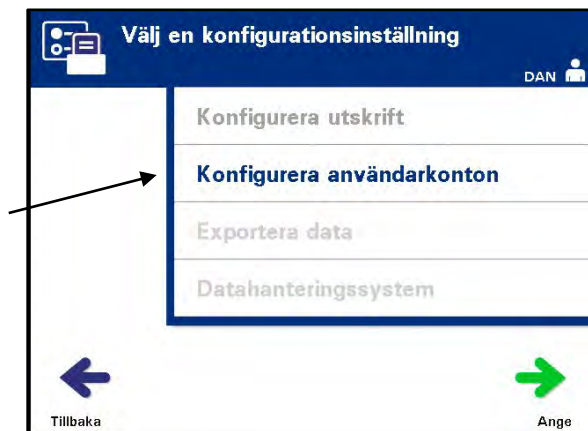 Välj en konfigurationsinställning
DAN
Konfigurera utskrift
Konfigurera användarkonton
Exportera data
Datahanteringssystem
Tillbaka
Ange